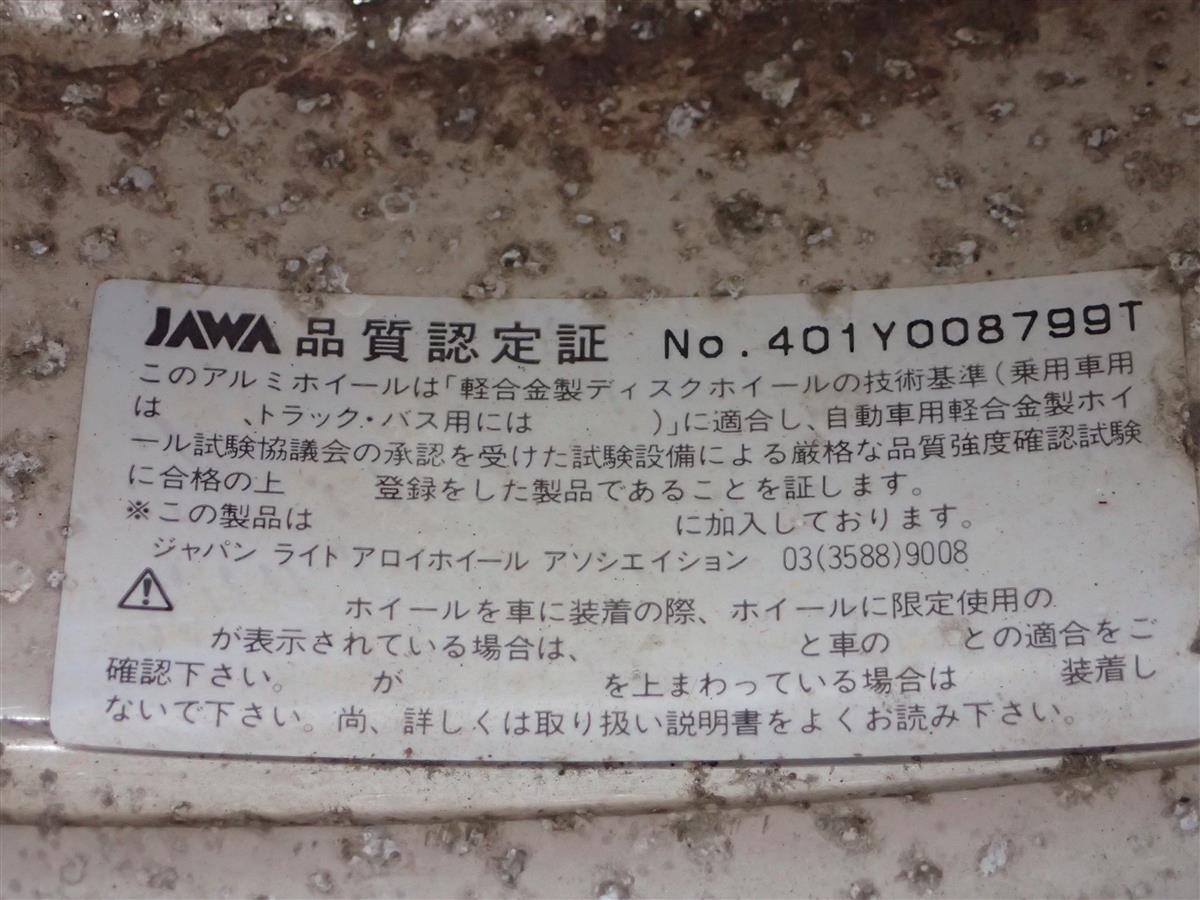 JAWA 品質認定証 No.401Y008799T
このアルミホイールは「軽合金製ディスクホイールの技術基準(乗用車用
は 、トラック・バス用には )」に適合し、自動車用軽合金製ホイ
ール試験協議会の承認を受けた試験設備による厳格な品質強度確認試験
に合格の上 登録をした製品であることを証します。
※この製品は に加入しております。
ジャパン ライト アロイホイール アソシエイション 03(3588)9008
ホイールを車に装着の際、ホイールに限定使用の
が表示されている場合は、 と車の との適合をご
確認下さい。 が を上まわっている場合は 装着し
ないで下さい。尚、詳しくは取り扱い説明書をよくお読み下さい。